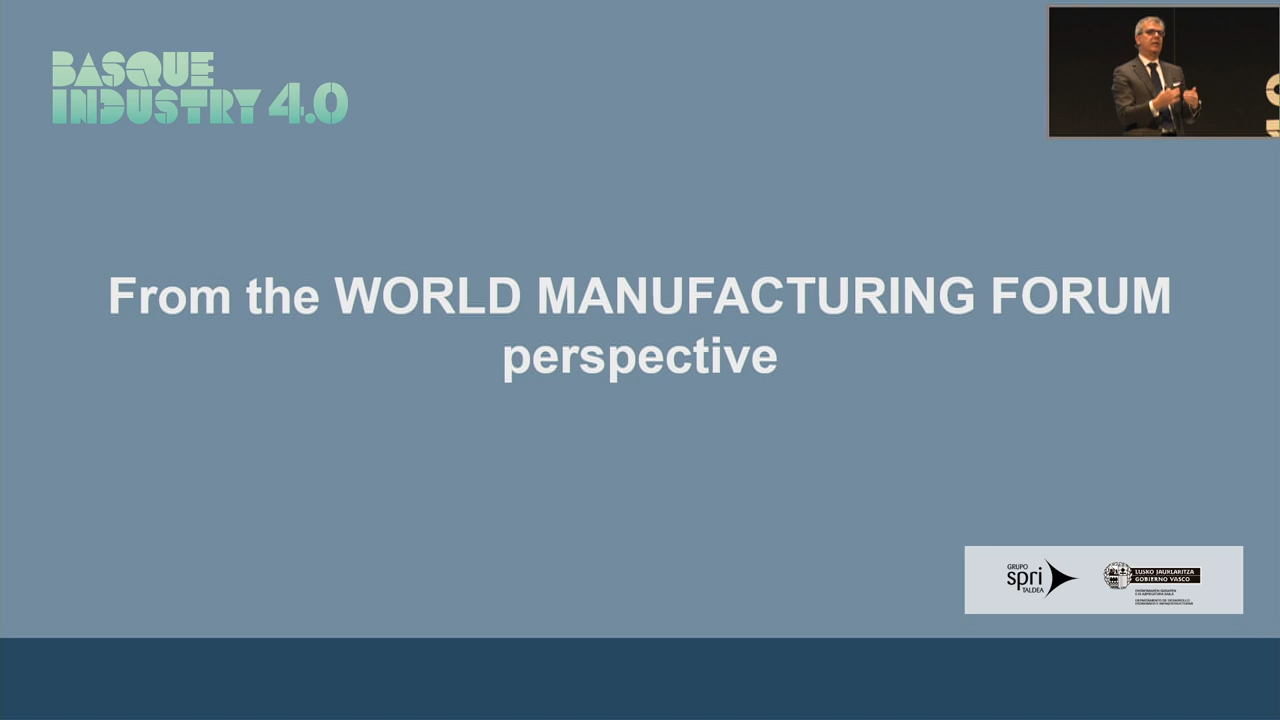 BASQUE
INDUSTRY 4.0
From the WORLD MANUFACTURING FORUM
perspective
GRUPO
spri
TALDEA
EUSKO JAURLARITZA
GOBIERNO VASCO